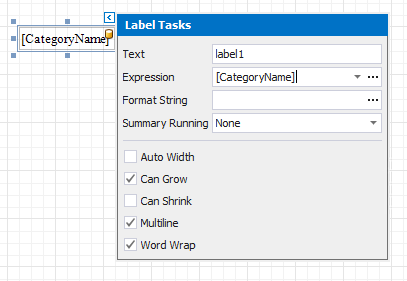 Label Tasks
[CategoryName]
Text label1
Expression [CategoryName]
Format String
Summary Running None
Auto Width
Can Grow
Can Shrink
Multiline
Word Wrap